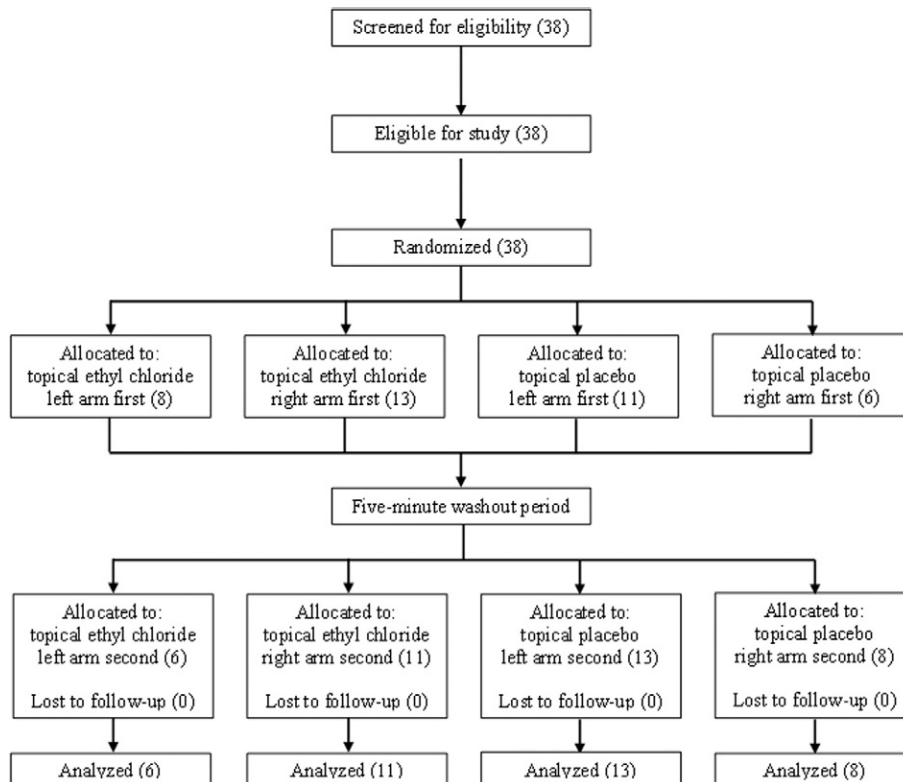 Screened for eligibility (38)
Eligible for study (38)
Randomized (38)
Allocated to:
topical ethyl chloride
left arm first (8)
Allocated to:
topical ethyl chloride
right arm first (13)
Allocated to:
topical placebo
left arm first (11)
Allocated to:
topical placebo
right arm first (6)
Five-minute washout period
Allocated to:
topical ethyl chloride
left arm second (6)
Lost to follow-up (0)
Allocated to:
topical ethyl chloride
right arm second (11)
Lost to follow-up (0)
Allocated to:
topical placebo
left arm second (13)
Lost to follow-up (0)
Allocated to:
topical placebo
right arm second (8)
Lost to follow-up (0)
Analyzed (6)
Analyzed (11)
Analyzed (13)
Analyzed (8)